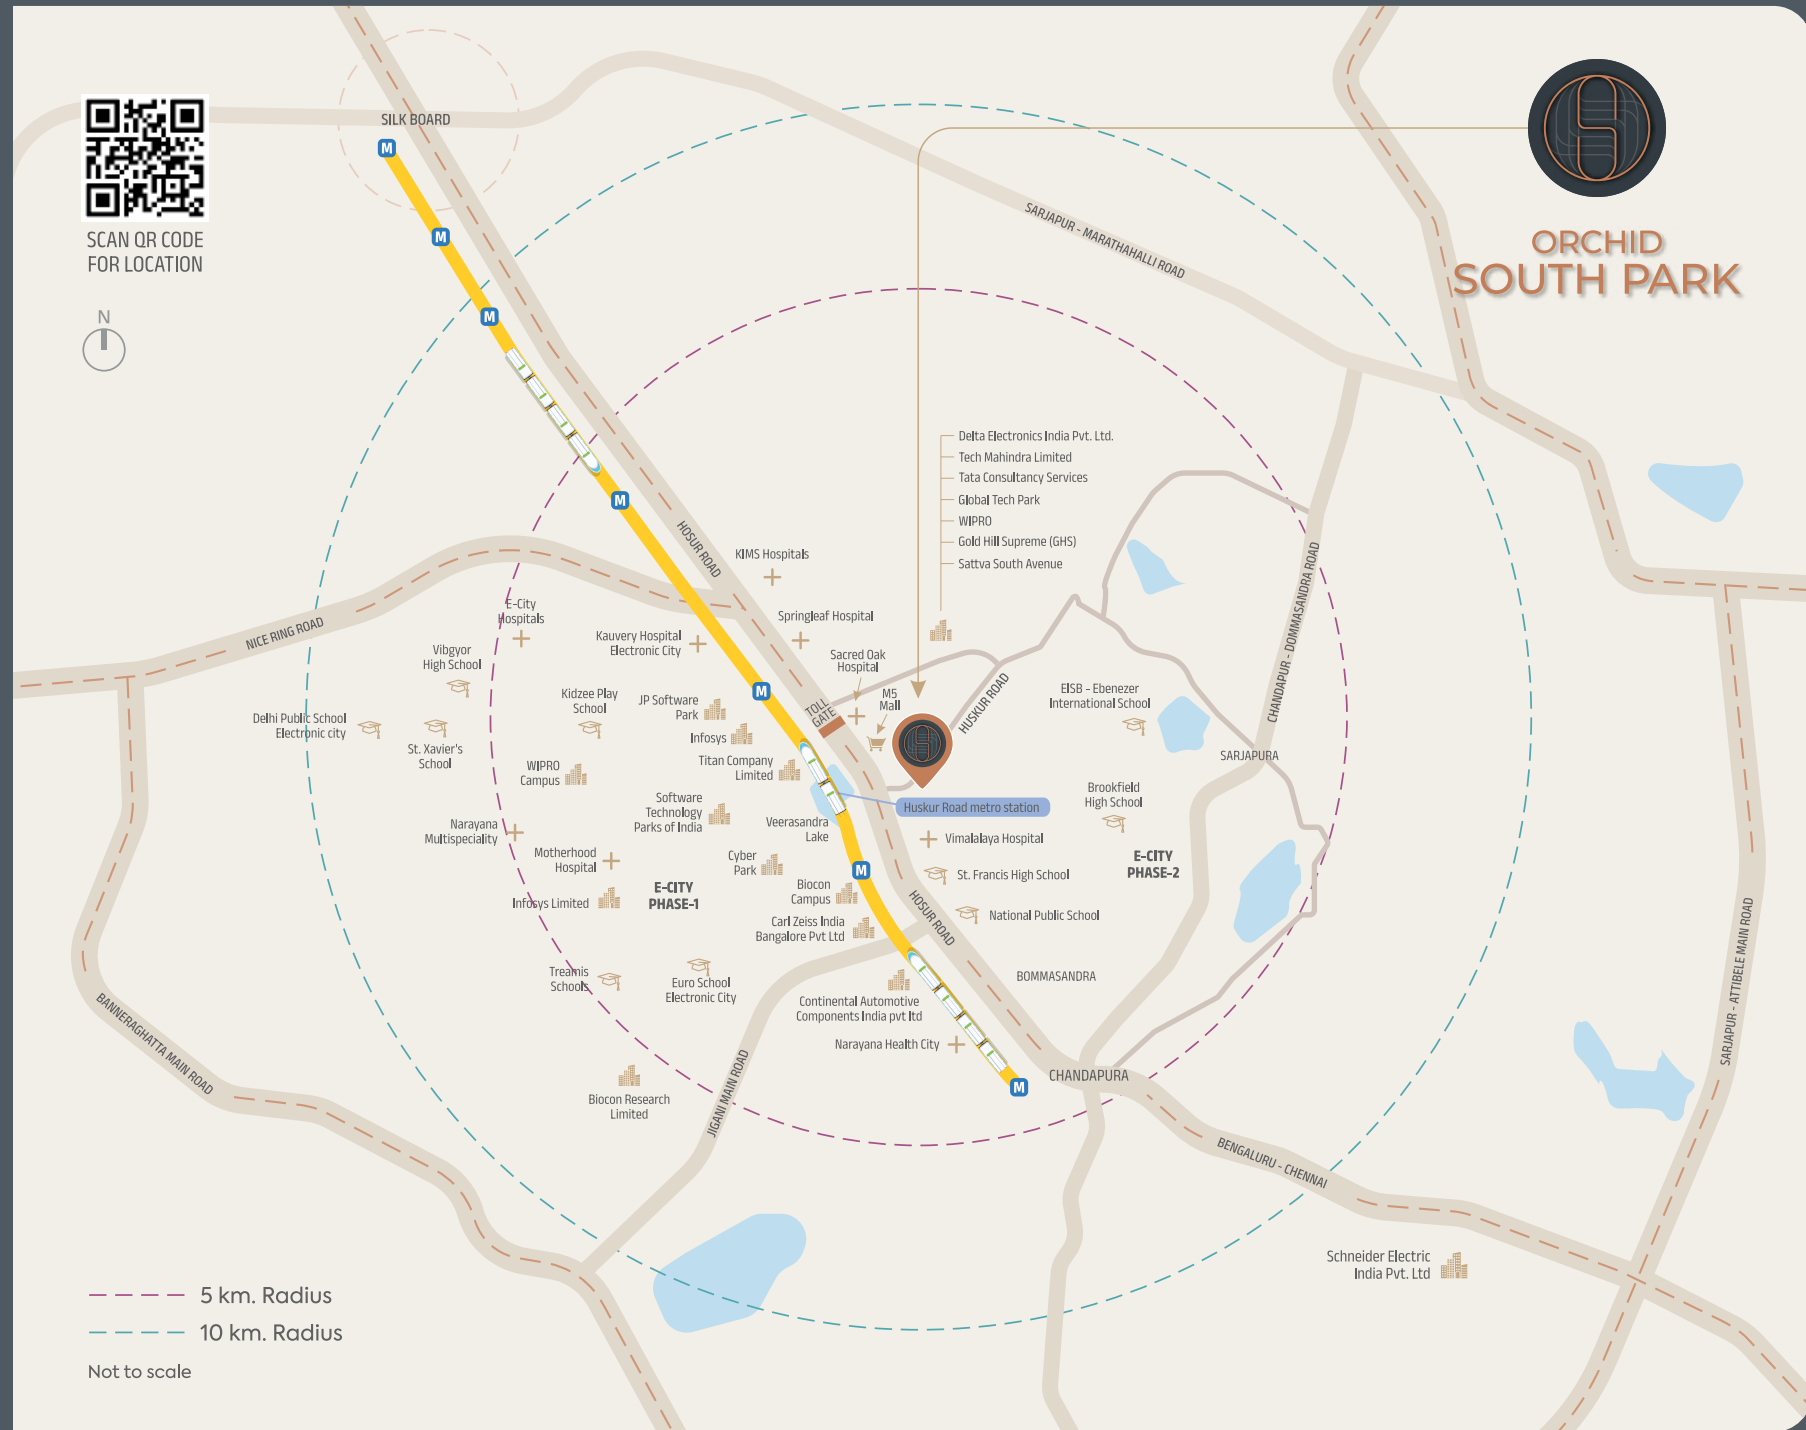 SILK BOARD
M
SCAN QR CODE
FOR LOCATION
N
M
M
M
M
M
M
ORCHID
SOUTH PARK
SARJAPUR - MARATHAHALLI ROAD
Delta Electronics India Pvt. Ltd.
Tech Mahindra Limited
Tata Consultancy Services
Global Tech Park
WIPRO
Gold Hill Supreme (GHS)
Sattva South Avenue
HOSUR ROAD
KIMS Hospitals
NICE RING ROAD
E-City
Hospitals
Kauvery Hospital
Electronic City
Springleaf Hospital
Sacred Oak
Hospital
M5
Mall
TOLL
GATE
HUSKUR ROAD
CHANDAPUR - DOMMASANDRA ROAD
Vibgyor
High School
Delhi Public School
Electronic city
St. Xavier's
School
Kidzee Play
School
JP Software
Park
Infosys
Titan Company
Limited
WIPRO
Campus
Software
Technology
Parks of India
Veerasandra
Lake
Huskur Road metro station
EISB - Ebenezer
International School
SARJAPURA
Brookfield
High School
Narayana
Multispeciality
Motherhood
Hospital
Infosys Limited
E-CITY
PHASE-1
Cyber
Park
Biocon
Campus
Carl Zeiss India
Bangalore Pvt Ltd
Vimalalaya Hospital
St. Francis High School
National Public School
E-CITY
PHASE-2
HOSUR ROAD
BOMMASANDRA
Treamis
Schools
Euro School
Electronic City
Continental Automotive
Components India pvt ltd
Narayana Health City
CHANDAPURA
BANNERAGHATTA MAIN ROAD
Biocon Research
Limited
JIGANI MAIN ROAD
BENGALURU - CHENNAI
SARJAPUR - ATTIBELE MAIN ROAD
Schneider Electric
India Pvt. Ltd
5 km. Radius
10 km. Radius
Not to scale